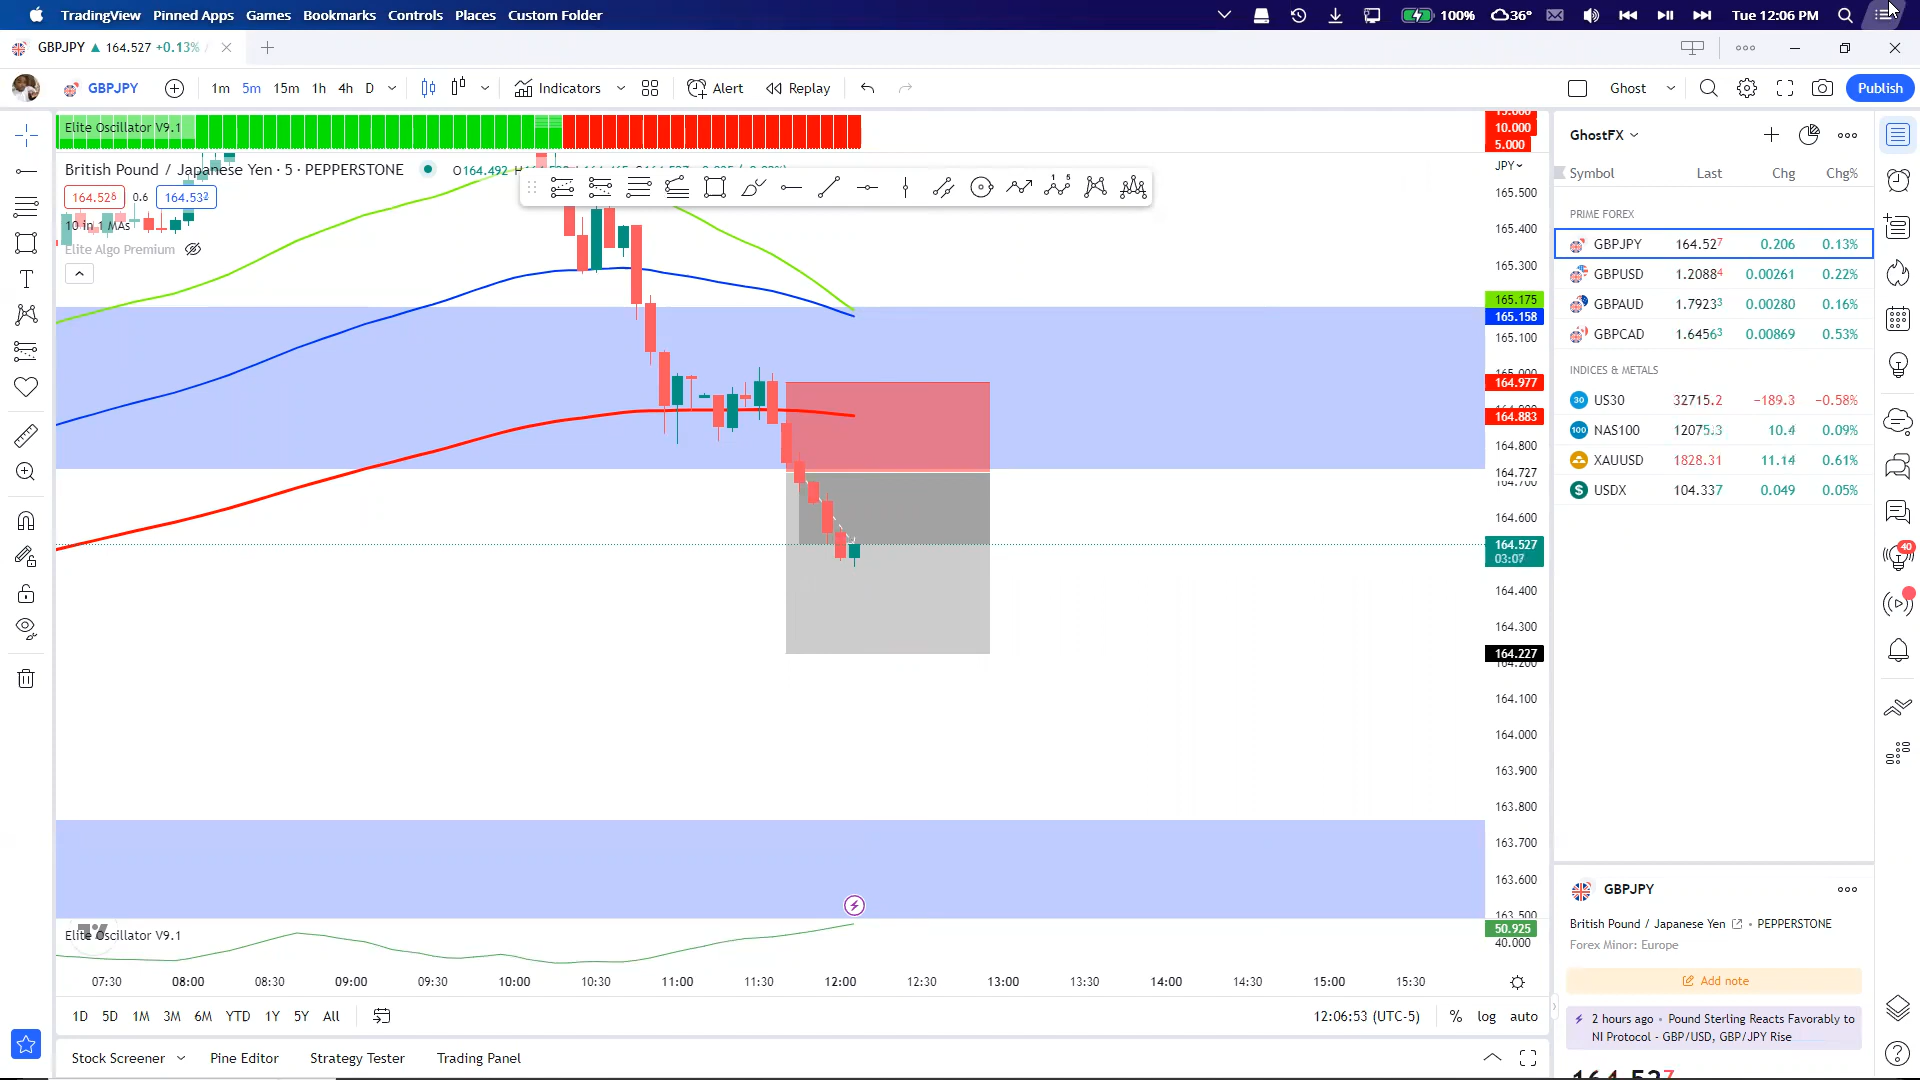 TradingView Pinned Apps Games Bookmarks Controls Places Custom Folder 100% 36° Tue 12:06 PM
GBPJPY ▲ 164.527 +0.13% /
GBPJPY 1m 5m 15m 1h 4h D Indicators Alert Replay Ghost Publish
Elite Oscillator V9.1
British Pound / Japanese Yen · 5 · PEPPERSTONE O164.492
164.528 0.6 164.532
10 in 1 MAs
Elite Algo Premium
10.000
5.000
JPY
165.500
165.400
165.300
165.175
165.158
165.100
164.977
164.883
164.800
164.727
164.600
164.527
03:07
164.400
164.300
164.227
164.100
164.000
163.900
163.800
163.700
163.600
163.500
50.925
40.000
Elite Oscillator V9.1
07:30 08:00 08:30 09:00 09:30 10:00 10:30 11:00 11:30 12:00 12:30 13:00 13:30 14:00 14:30 15:00 15:30
1D 5D 1M 3M 6M YTD 1Y 5Y All 12:06:53 (UTC-5) % log auto
Stock Screener Pine Editor Strategy Tester Trading Panel
GhostFX
Symbol Last Chg Chg%
PRIME FOREX
GBPJPY 164.527 0.206 0.13%
GBPUSD 1.20884 0.00261 0.22%
GBPAUD 1.79233 0.00280 0.16%
GBPCAD 1.64563 0.00869 0.53%
INDICES & METALS
30 US30 32715.2 −189.3 −0.58%
100 NAS100 12075.3 10.4 0.09%
XAUUSD 1828.31 11.14 0.61%
$ USDX 104.337 0.049 0.05%
40
GBPJPY
British Pound / Japanese Yen • PEPPERSTONE
Forex Minor: Europe
Add note
2 hours ago • Pound Sterling Reacts Favorably to
NI Protocol - GBP/USD, GBP/JPY Rise
164.527